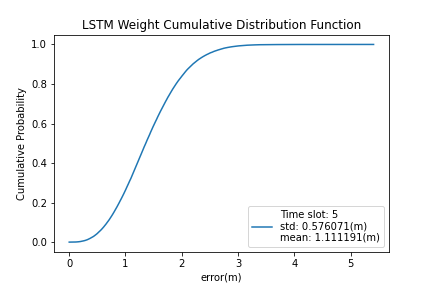 LSTM Weight Cumulative Distribution Function
Cumulative Probability
1.0
0.8
0.6
0.4
0.2
0.0
0 1 2 3 4 5
error(m)
Time slot: 5
std: 0.576071(m)
mean: 1.111191(m)